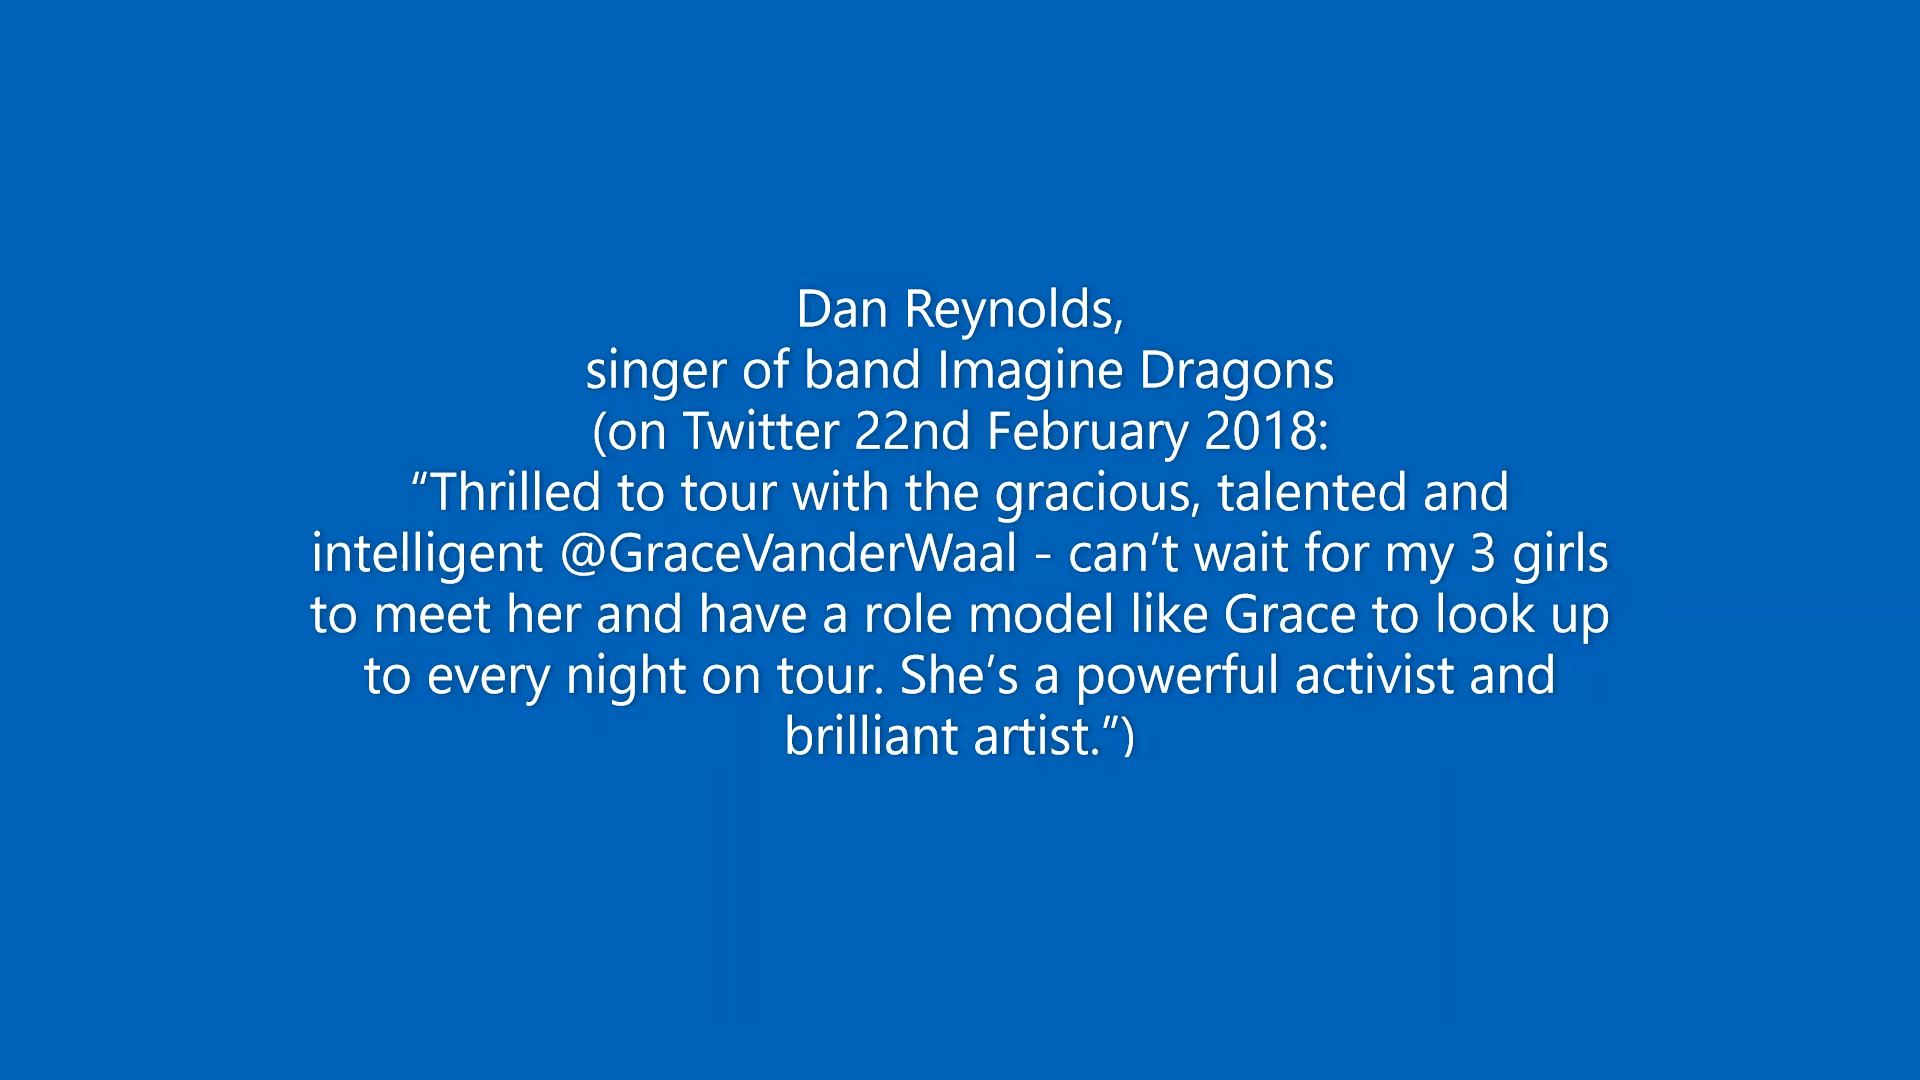 Dan Reynolds,
singer of band Imagine Dragons
(on Twitter 22nd February 2018:
“Thrilled to tour with the gracious, talented and
intelligent @GraceVanderWaal - can’t wait for my 3 girls
to meet her and have a role model like Grace to look up
to every night on tour. She’s a powerful activist and
brilliant artist.”)